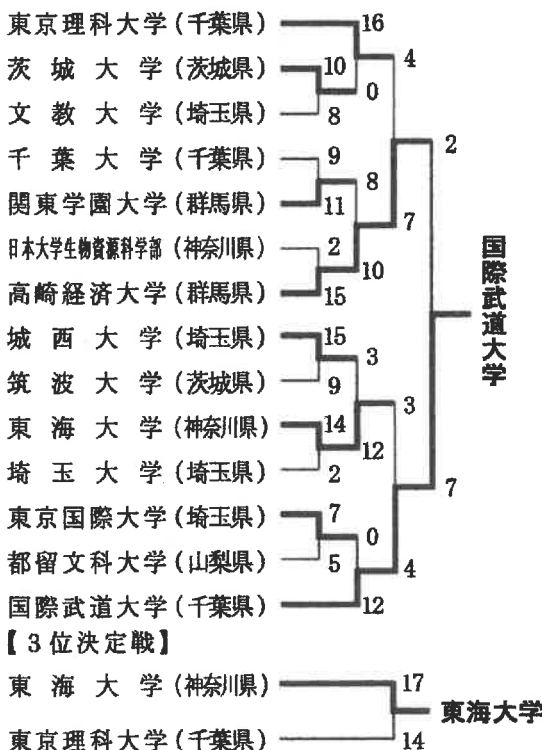 東京理科大学(千葉県) 16
4
茨城大学(茨城県) 10
0
文教大学(埼玉県) 8
2
千葉大学(千葉県) 9
8
関東学園大学(群馬県) 11
7
日本大学生物資源科学部(神奈川県) 2
10
高崎経済大学(群馬県) 15
国際武道大学
城西大学(埼玉県) 15
3
筑波大学(茨城県) 9
3
東海大学(神奈川県) 14
12
埼玉大学(埼玉県) 2
7
東京国際大学(埼玉県) 7
0
都留文科大学(山梨県) 5
4
国際武道大学(千葉県) 12
【3位決定戦】
東海大学(神奈川県) 17
東海大学
東京理科大学(千葉県) 14